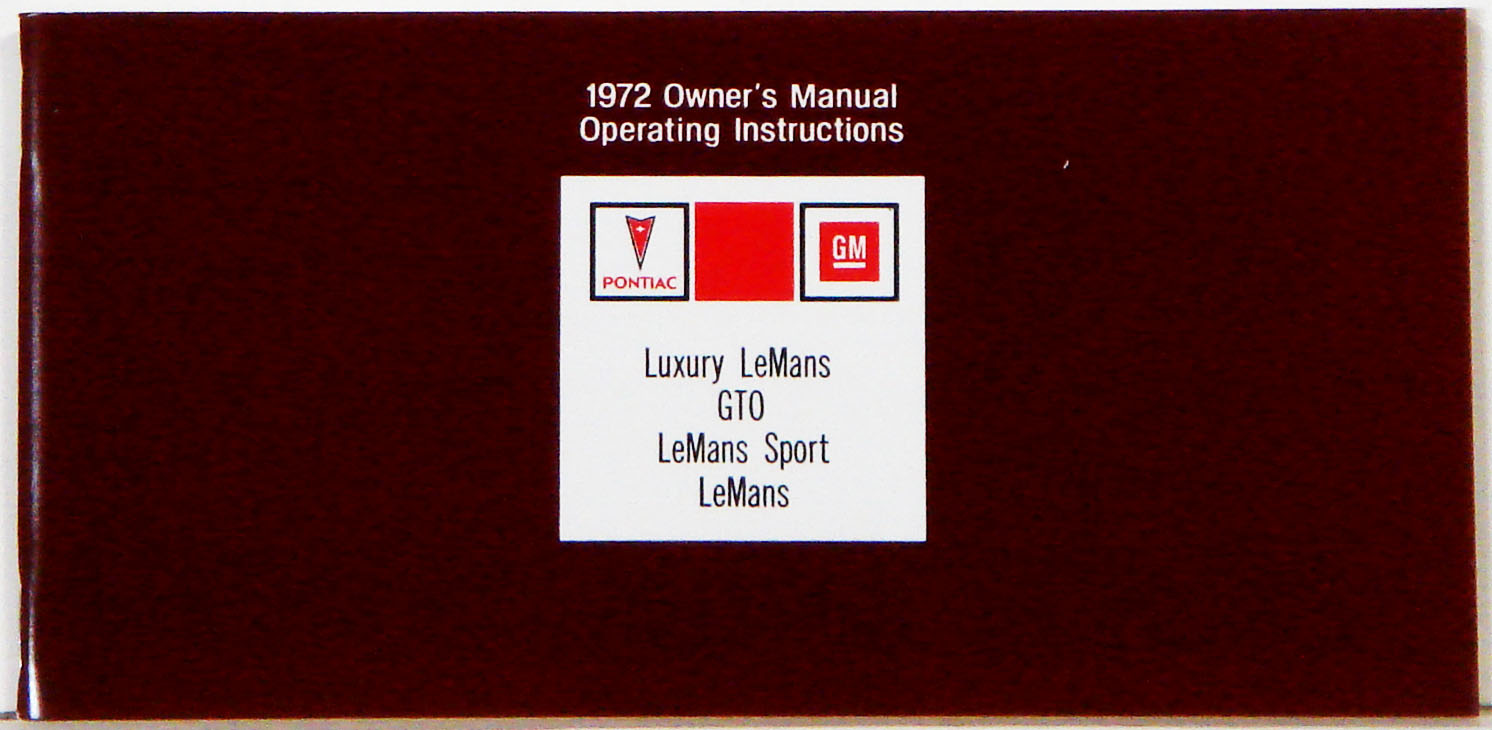 1972 Owner's Manual
Operating Instructions
PONTIAC
GM
Luxury LeMans
GTO
LeMans Sport
LeMans